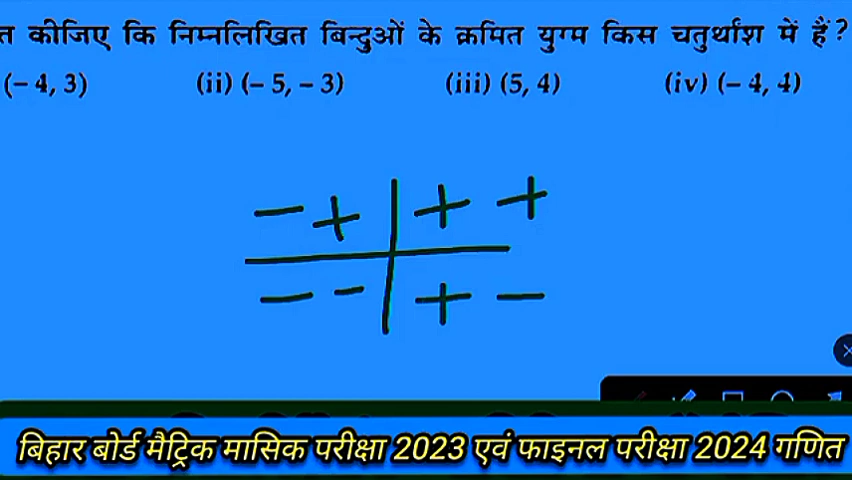 त कीजिए कि निम्नलिखित बिन्दुओं के क्रमित युग्म किस चतुर्थांश में हैं?
(– 4, 3) (ii) (– 5, – 3) (iii) (5, 4) (iv) (– 4, 4)
– + + +
– – + –
बिहार बोर्ड मैट्रिक मासिक परीक्षा 2023 एवं फाइनल परीक्षा 2024 गणित